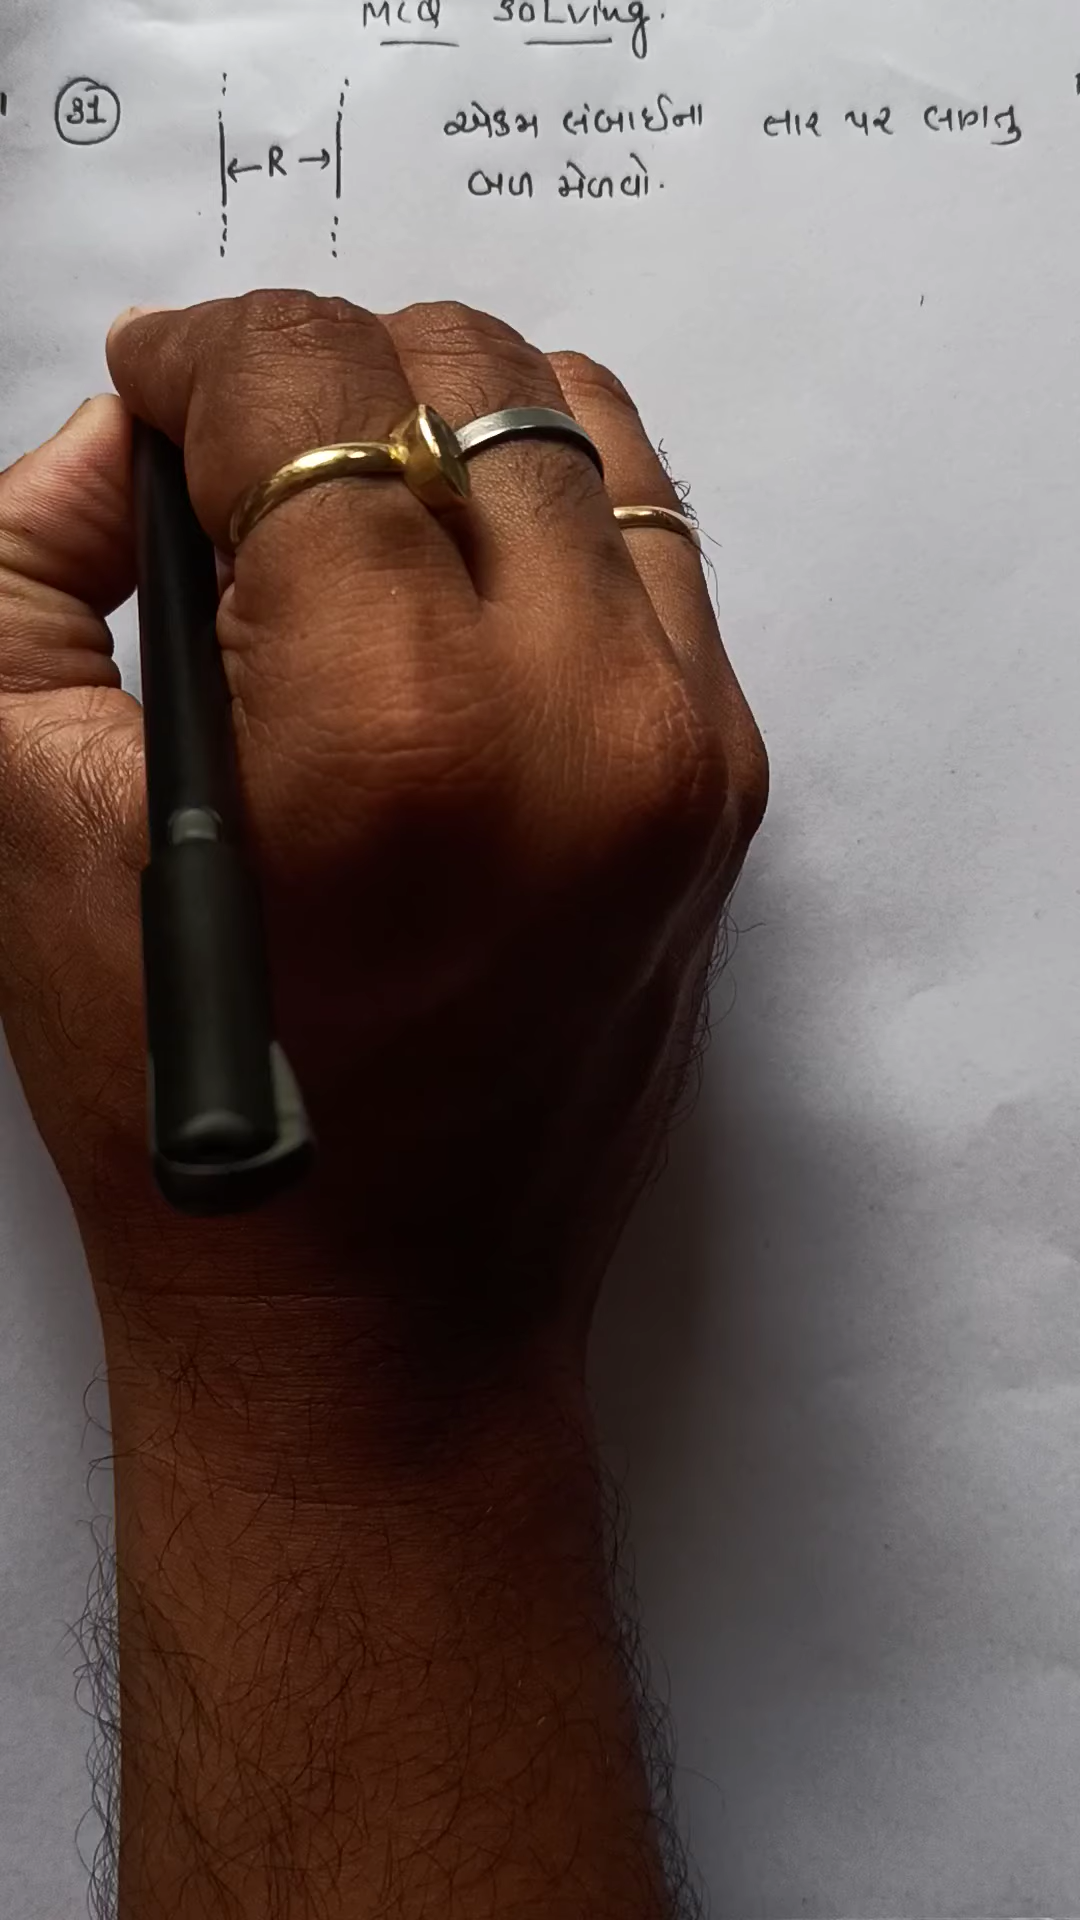 MCQ SOLving.
31 ←R→ એકમ લંબાઈના તાર પર લાગતુ
બળ મેળવો.